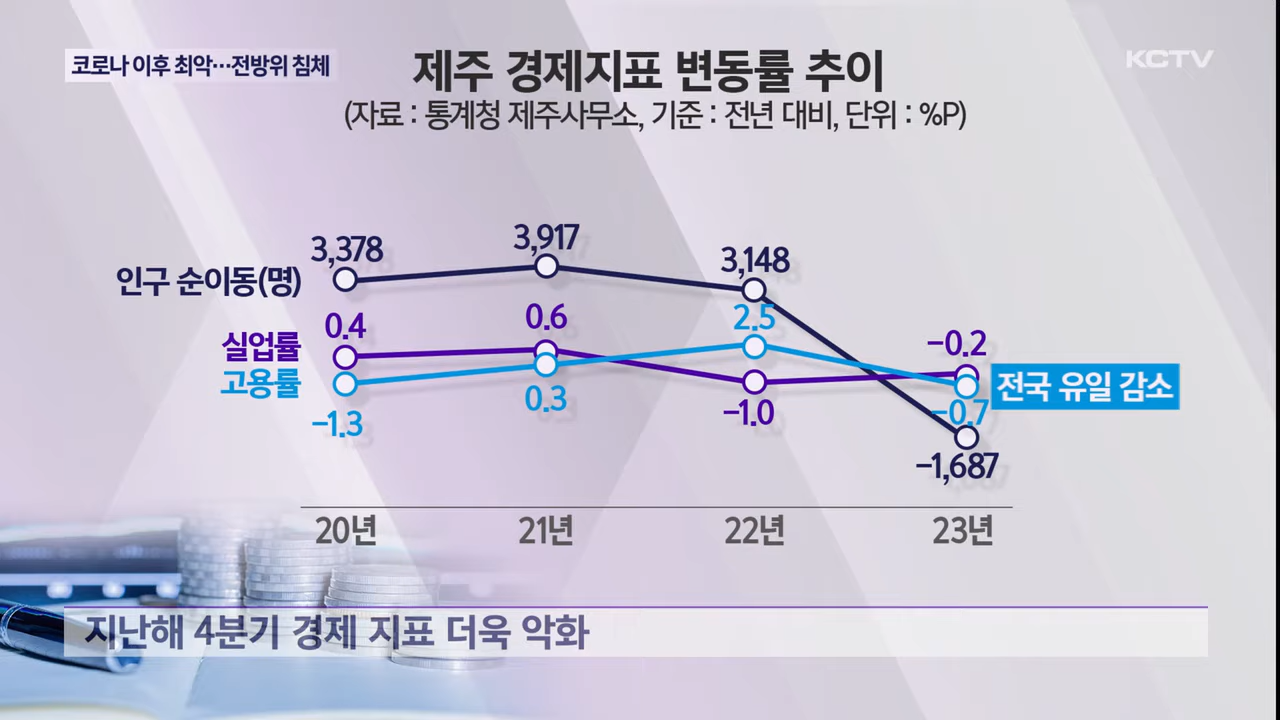 코로나 이후 최악…전방위 침체
KCTV
제주 경제지표 변동률 추이
(자료 : 통계청 제주사무소, 기준 : 전년 대비, 단위 : %P)
인구 순이동(명)
3,378
3,917
3,148
-1,687
실업률
0.4
0.6
-1.0
-0.2
고용률
-1.3
0.3
2.5
-0.7
전국 유일 감소
20년
21년
22년
23년
지난해 4분기 경제 지표 더욱 악화